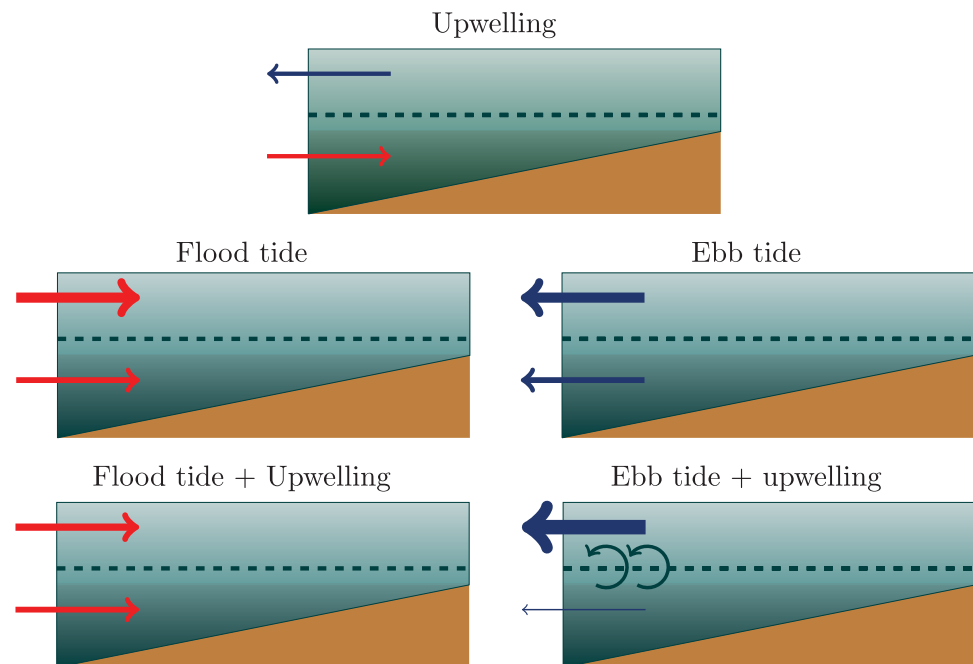 Upwelling
Flood tide
Ebb tide
Flood tide + Upwelling
Ebb tide + upwelling